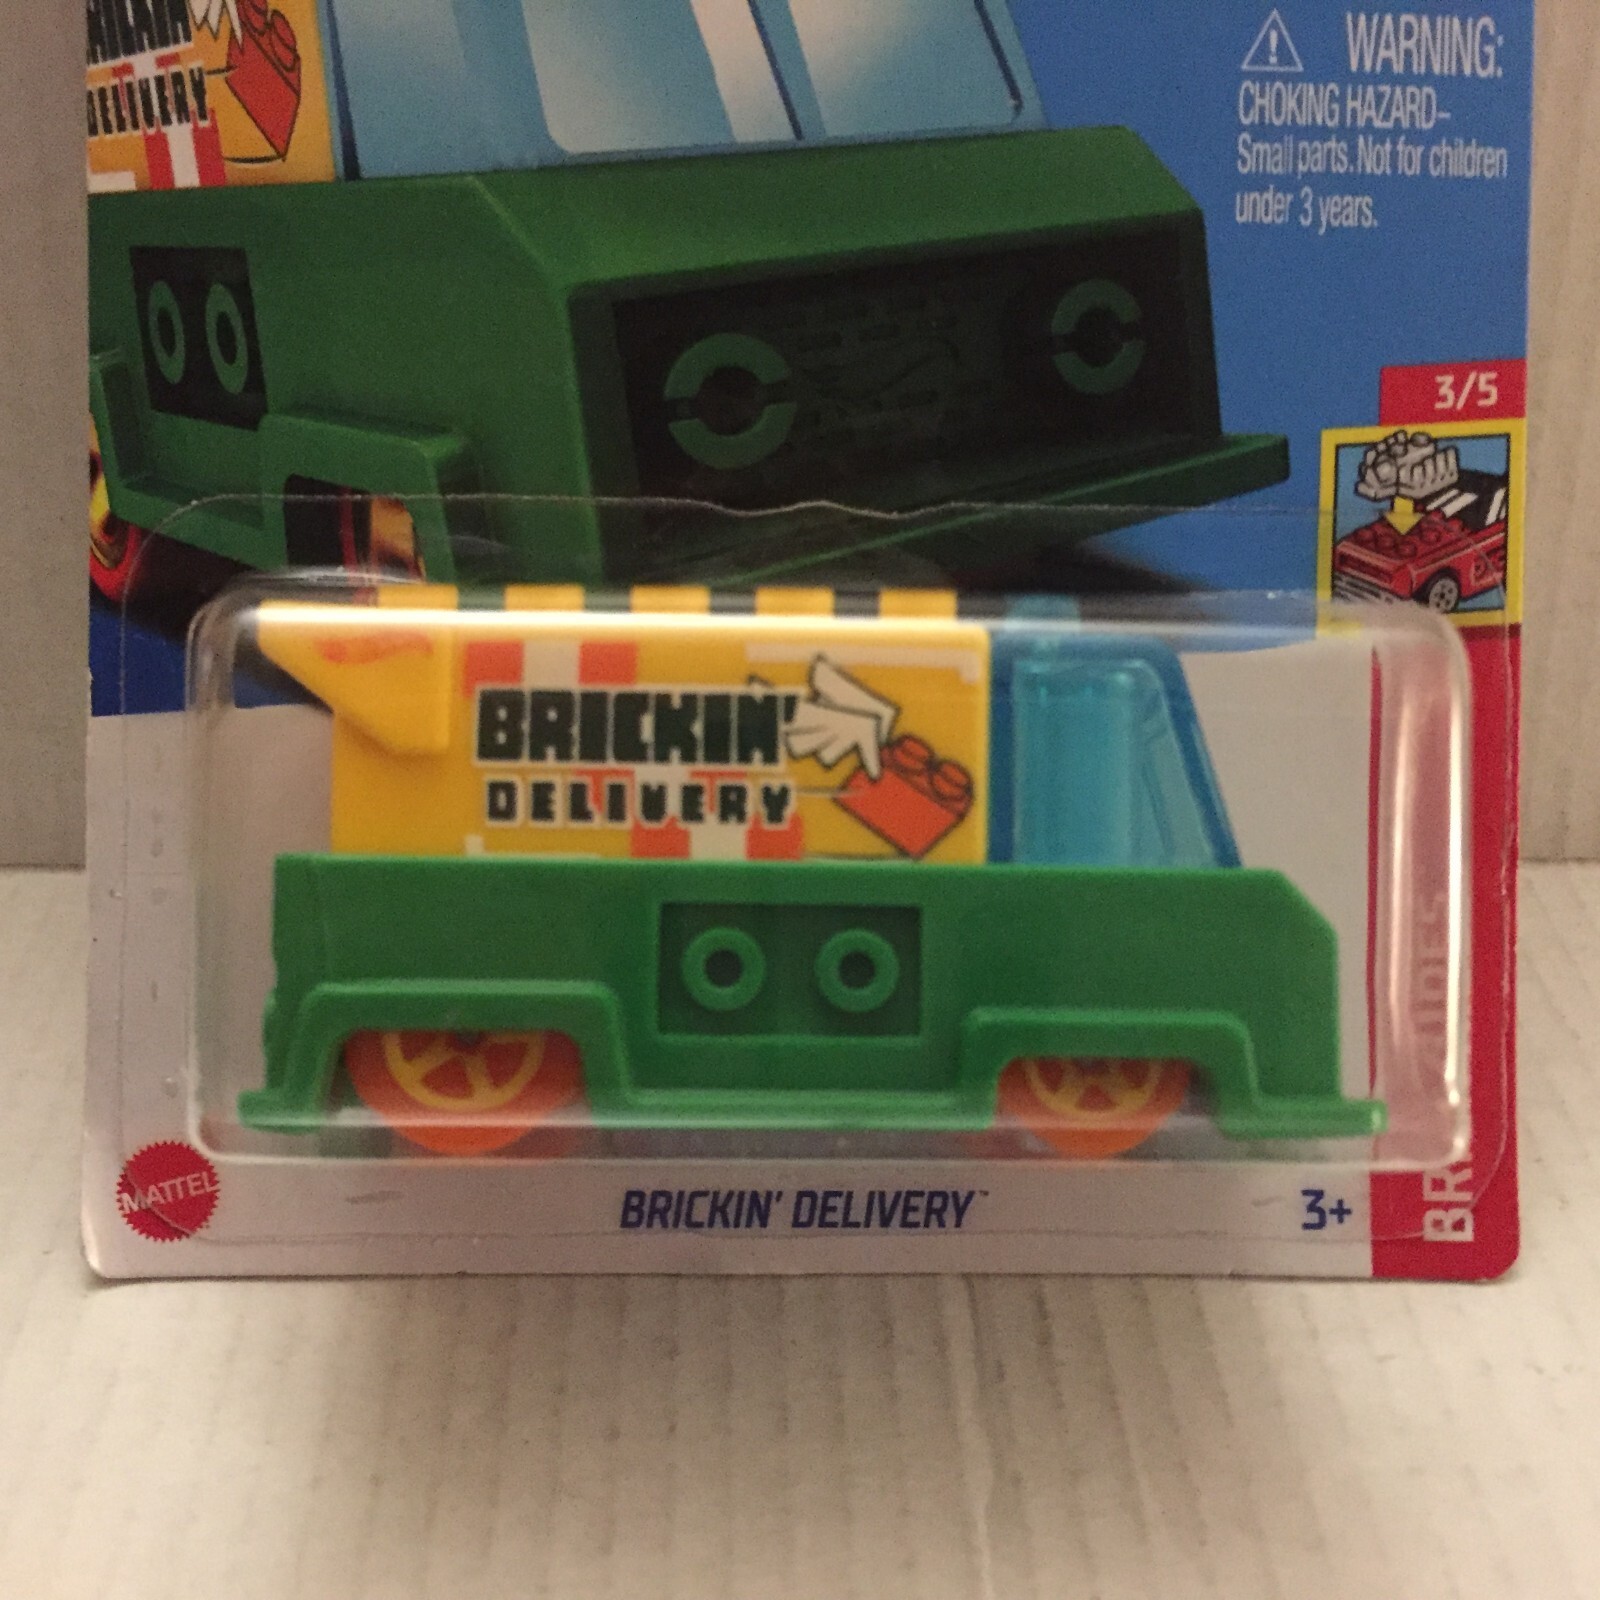 DELIVERY
WARNING:
CHOKING HAZARD–
Small parts. Not for children
under 3 years.
3/5
BRICKIN'
DELIVERY
MATTEL
BRICKIN' DELIVERY™
3+